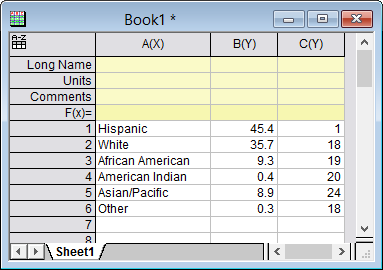 Book1 *
A(X) B(Y) C(Y)
Long Name
Units
Comments
F(x)=
1 Hispanic 45.4 1
2 White 35.7 18
3 African American 9.3 19
4 American Indian 0.4 20
5 Asian/Pacific 8.9 24
6 Other 0.3 18
7
8
Sheet1